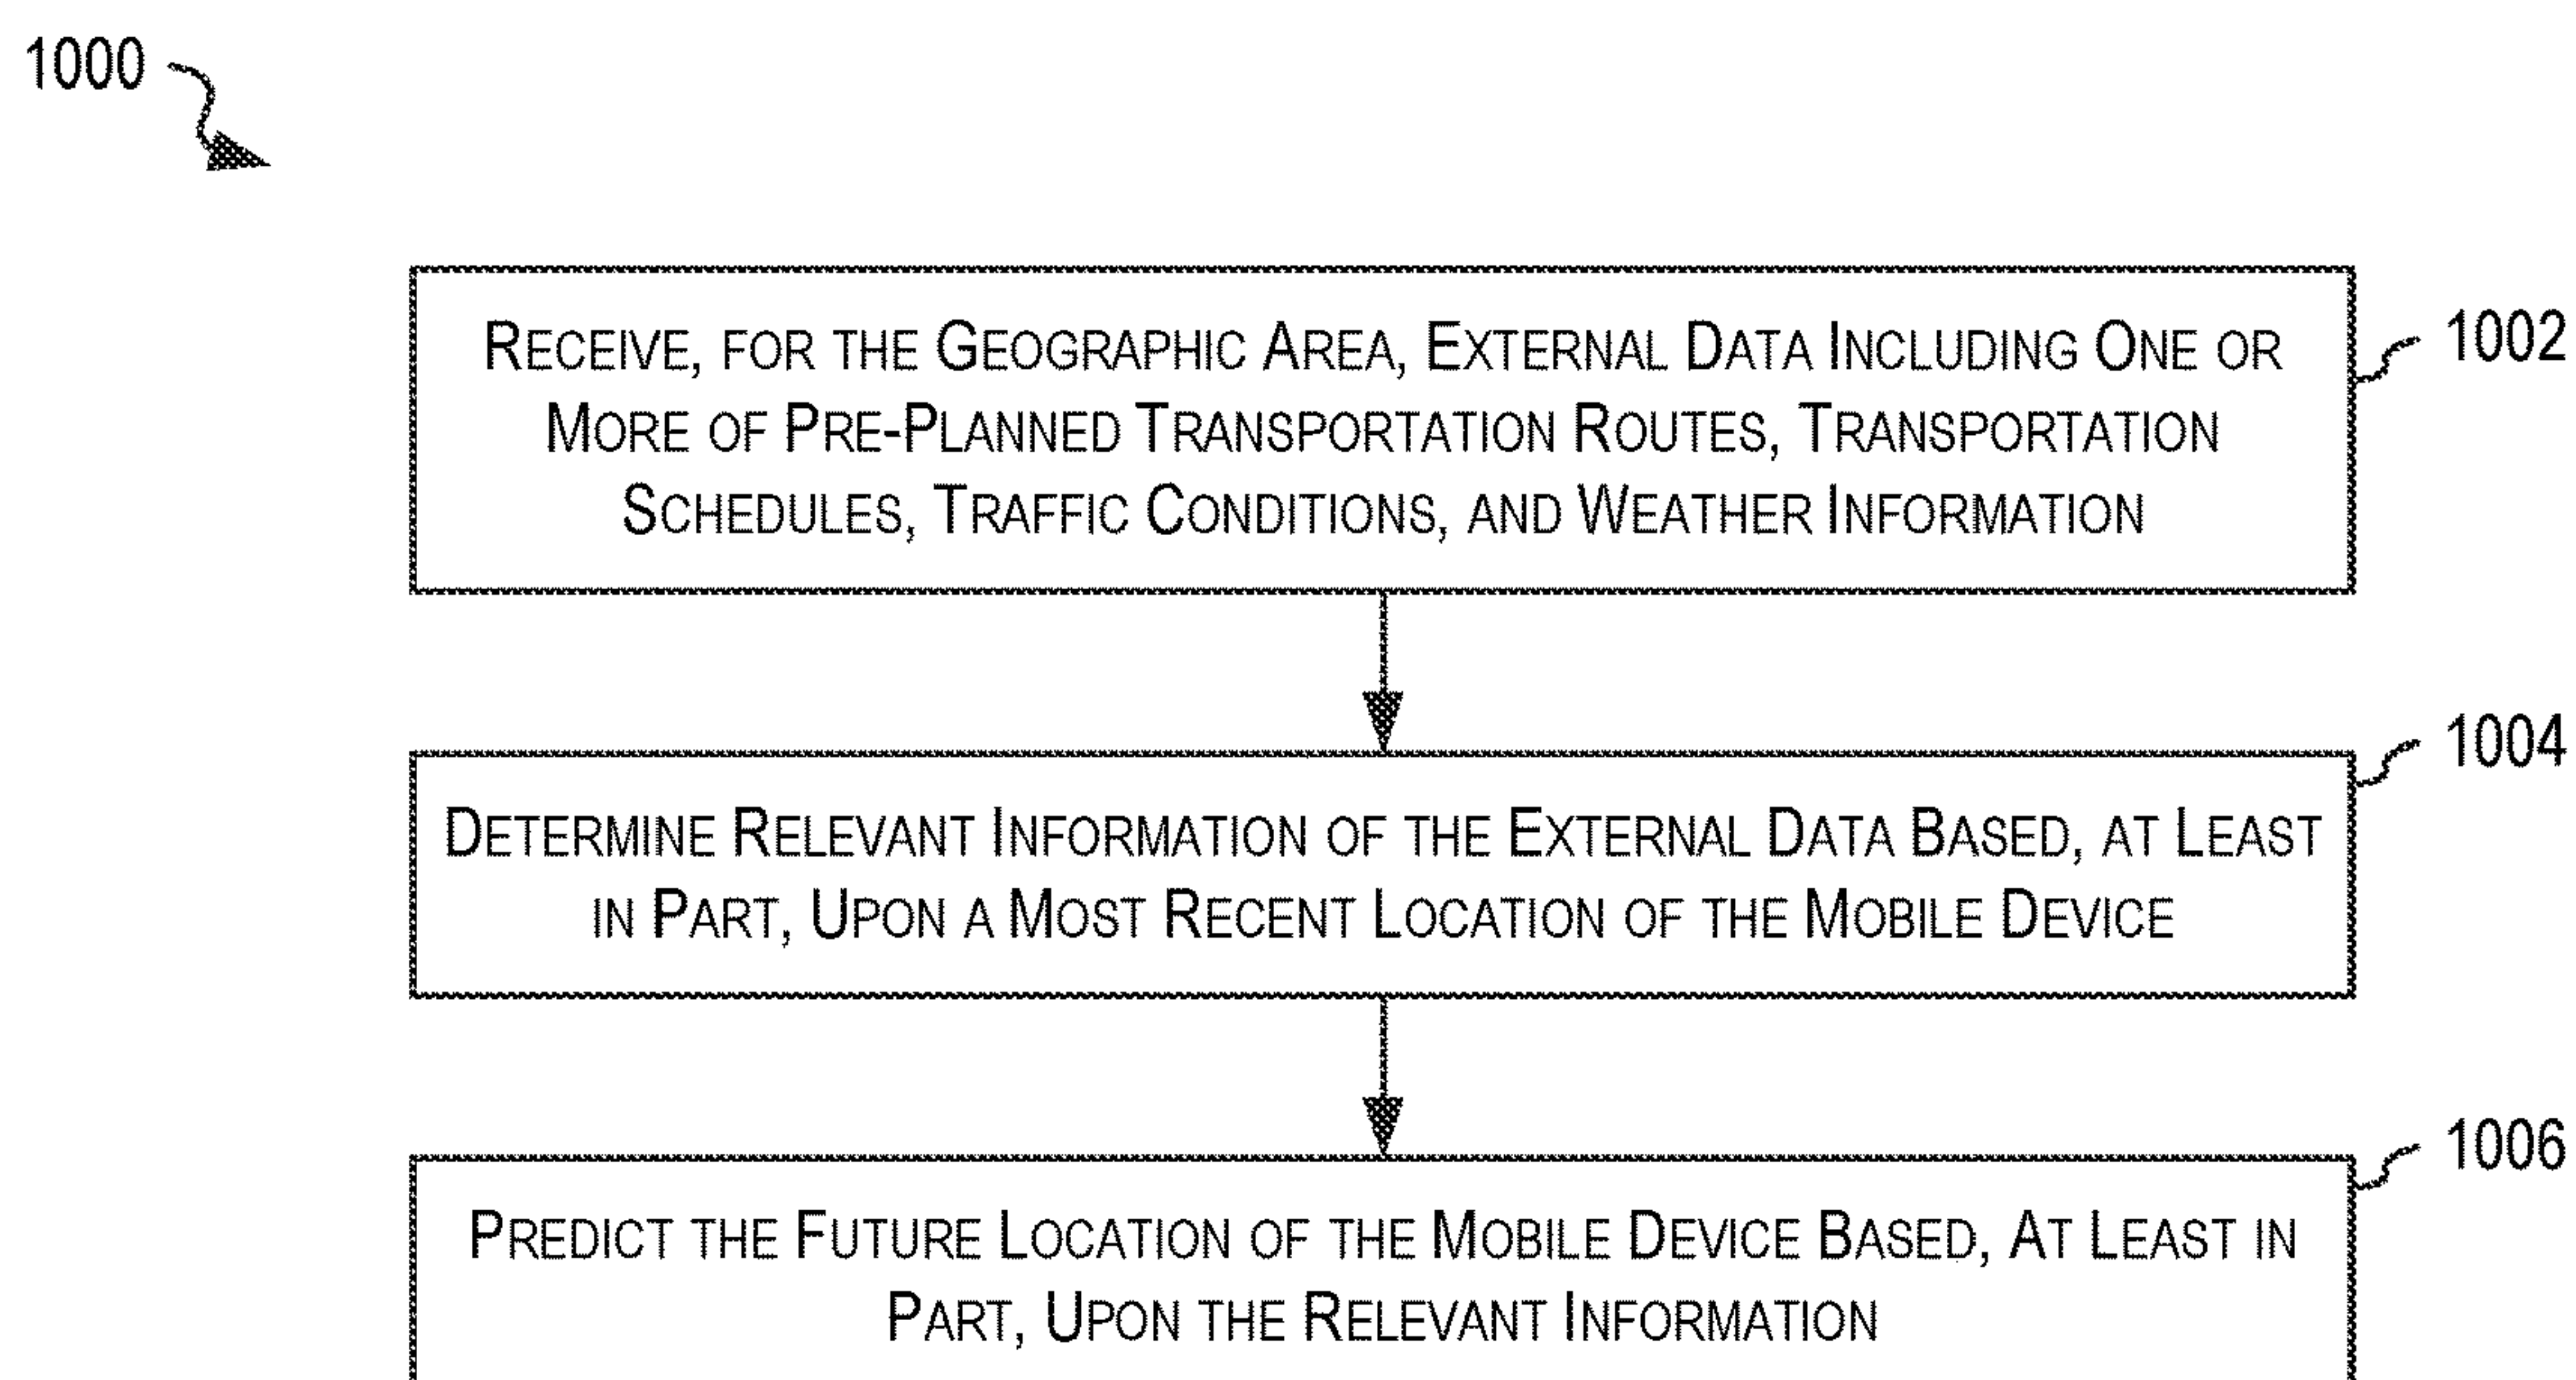 1000
RECEIVE, FOR THE GEOGRAPHIC AREA, EXTERNAL DATA INCLUDING ONE OR
MORE OF PRE-PLANNED TRANSPORTATION ROUTES, TRANSPORTATION
SCHEDULES, TRAFFIC CONDITIONS, AND WEATHER INFORMATION
1002
DETERMINE RELEVANT INFORMATION OF THE EXTERNAL DATA BASED, AT LEAST
IN PART, UPON A MOST RECENT LOCATION OF THE MOBILE DEVICE
1004
PREDICT THE FUTURE LOCATION OF THE MOBILE DEVICE BASED, AT LEAST IN
PART, UPON THE RELEVANT INFORMATION
1006